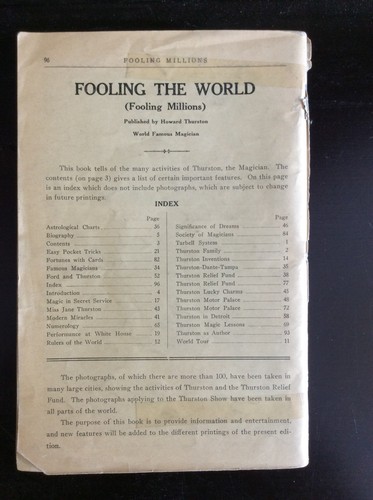 96 FOOLING MILLIONS
FOOLING THE WORLD
(Fooling Millions)
Published by Howard Thurston
World Famous Magician
This book tells of the many activities of Thurston, the Magician. The
contents (on page 3) gives a list of certain important features. On this page
is an index which does not include photographs, which are subject to change
in future printings.
INDEX
Page
Astrological Charts 26
Biography 5
Contents 3
Easy Pocket Tricks 21
Fortunes with Cards 82
Famous Magicians 24
Ford and Thurston 52
Index 96
Introduction 4
Magic in Secret Service 17
Miss Jane Thurston 43
Modern Miracles 41
Numerology 63
Performance at White House 19
Rulers of the World 12
Page
Significance of Dreams 46
Society of Magicians 84
Tarbell System 1
Thurston Family 2
Thurston Inventions 14
Thurston-Dante-Tampa 35
Thurston Relief Fund 38
Thurston Relief Fund 77
Thurston Lucky Charms 45
Thurston Motor Palace 48
Thurston Motor Palace 72
Thurston in Detroit 58
Thurston Magic Lessons 69
Thurston as Author 93
World Tour 11
The photographs, of which there are more than 100, have been taken in
many large cities, showing the activities of Thurston and the Thurston Relief
Fund. The photographs applying to the Thurston Show have been taken in
all parts of the world.
The purpose of this book is to provide information and entertainment,
and new features will be added to the different printings of the present edi-
tion.